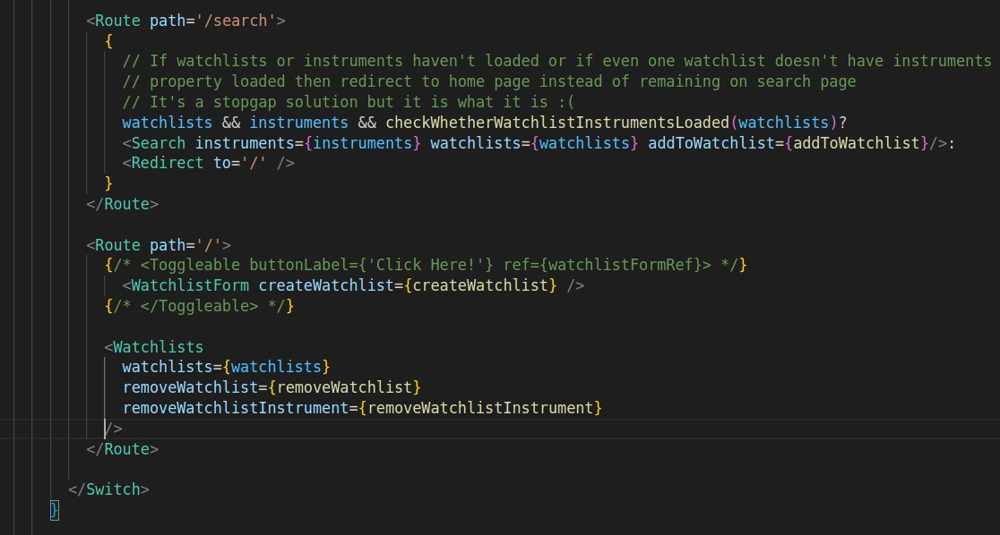 <Route path='/search'>
{
// If watchlists or instruments haven't loaded or if even one watchlist doesn't have instruments
// property loaded then redirect to home page instead of remaining on search page
// It's a stopgap solution but it is what it is :(
watchlists && instruments && checkWhetherWatchlistInstrumentsLoaded(watchlists)?
<Search instruments={instruments} watchlists={watchlists} addToWatchlist={addToWatchlist}/>:
<Redirect to='/' />
}
</Route>
<Route path='/'>
{/* <Toggleable buttonLabel={'Click Here!'} ref={watchlistFormRef}> */}
<WatchlistForm createWatchlist={createWatchlist} />
{/* </Toggleable> */}
<Watchlists
watchlists={watchlists}
removeWatchlist={removeWatchlist}
removeWatchlistInstrument={removeWatchlistInstrument}
/>
</Route>
</Switch>
}